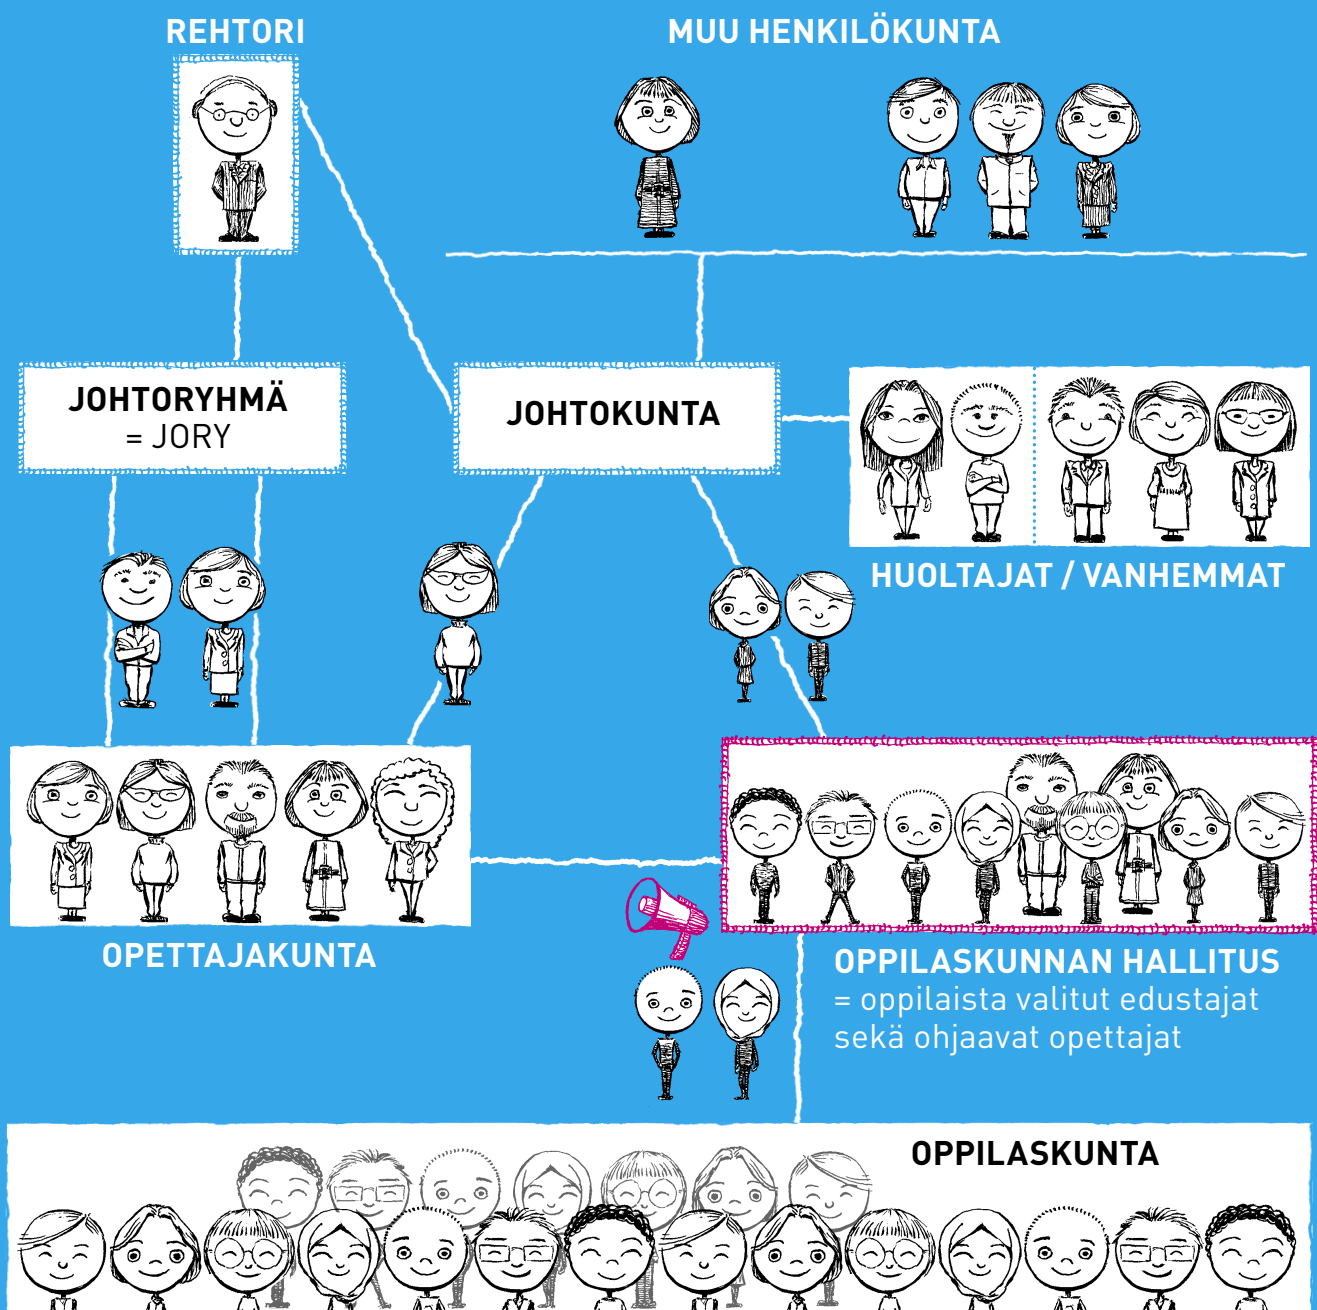 REHTORI
MUU HENKILÖKUNTA
JOHTORYHMÄ
= JORY
JOHTOKUNTA
HUOLTAJAT / VANHEMMAT
OPETTAJAKUNTA
OPPILASKUNNAN HALLITUS
= oppilaista valitut edustajat
sekä ohjaavat opettajat
OPPILASKUNTA